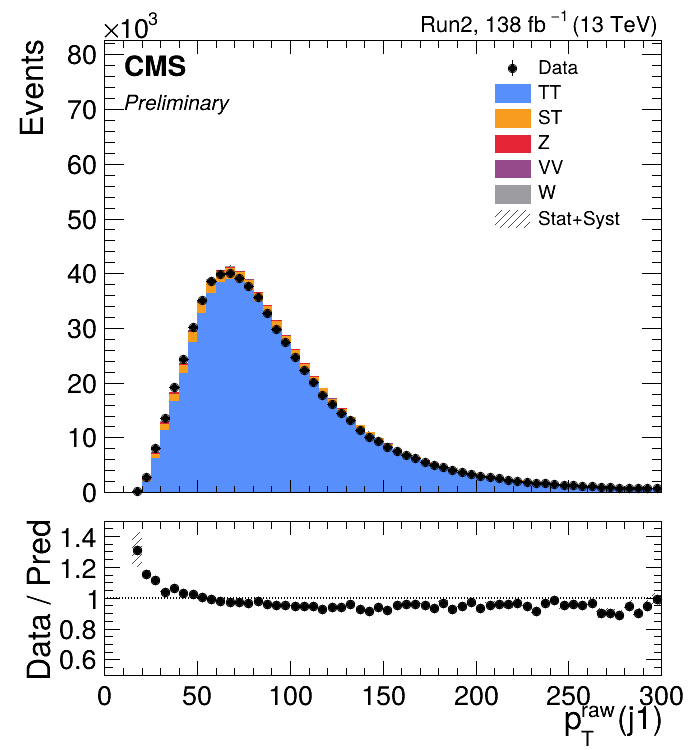 ×10³
Run2, 138 fb⁻¹ (13 TeV)
Events
CMS
Preliminary
Data
TT
ST
Z
VV
W
Stat+Syst
80
70
60
50
40
30
20
10
0
Data / Pred
1.4
1.2
1
0.8
0.6
0 50 100 150 200 250 300
p_T^raw (j1)